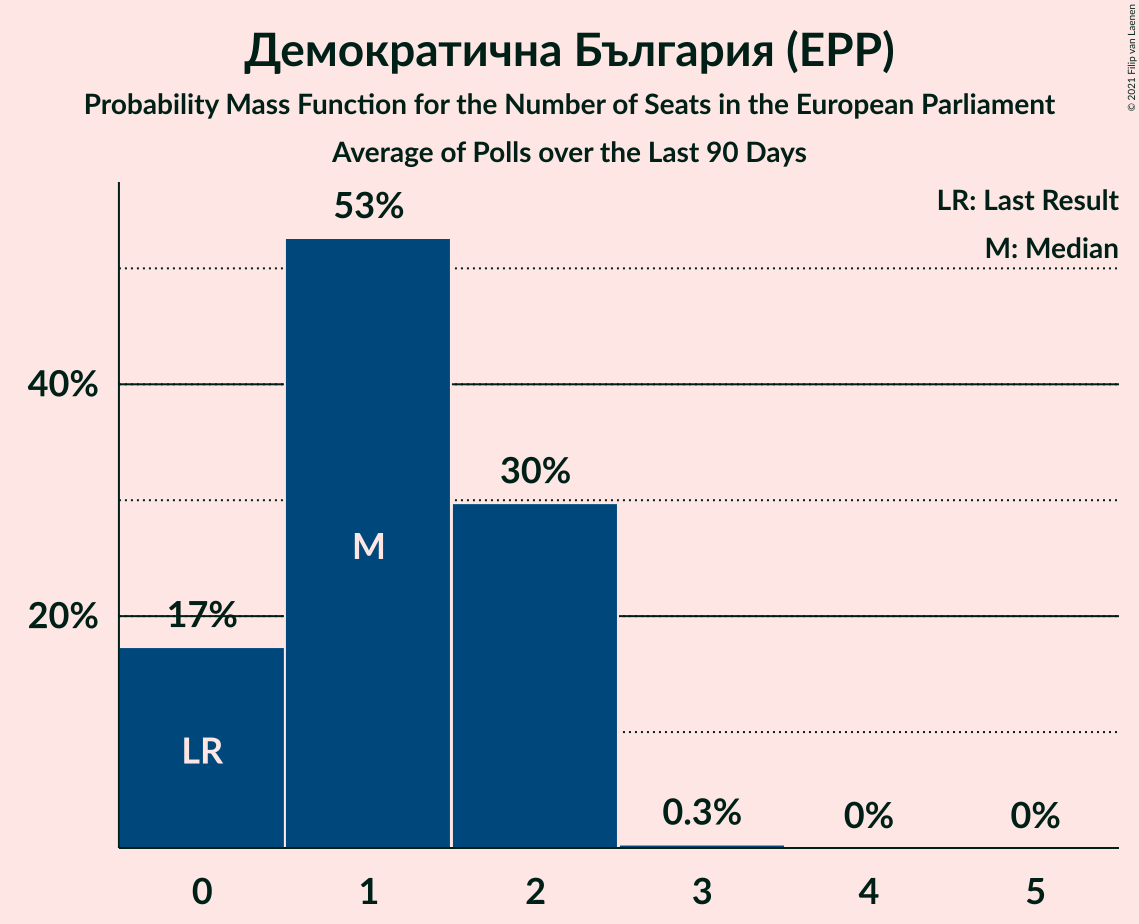 Демократична България (EPP)
Probability Mass Function for the Number of Seats in the European Parliament
Average of Polls over the Last 90 Days
© 2021 Filip van Laenen
LR: Last Result
M: Median
53%
40%
30%
M
20%
17%
LR
0.3%
0%
0%
0 1 2 3 4 5